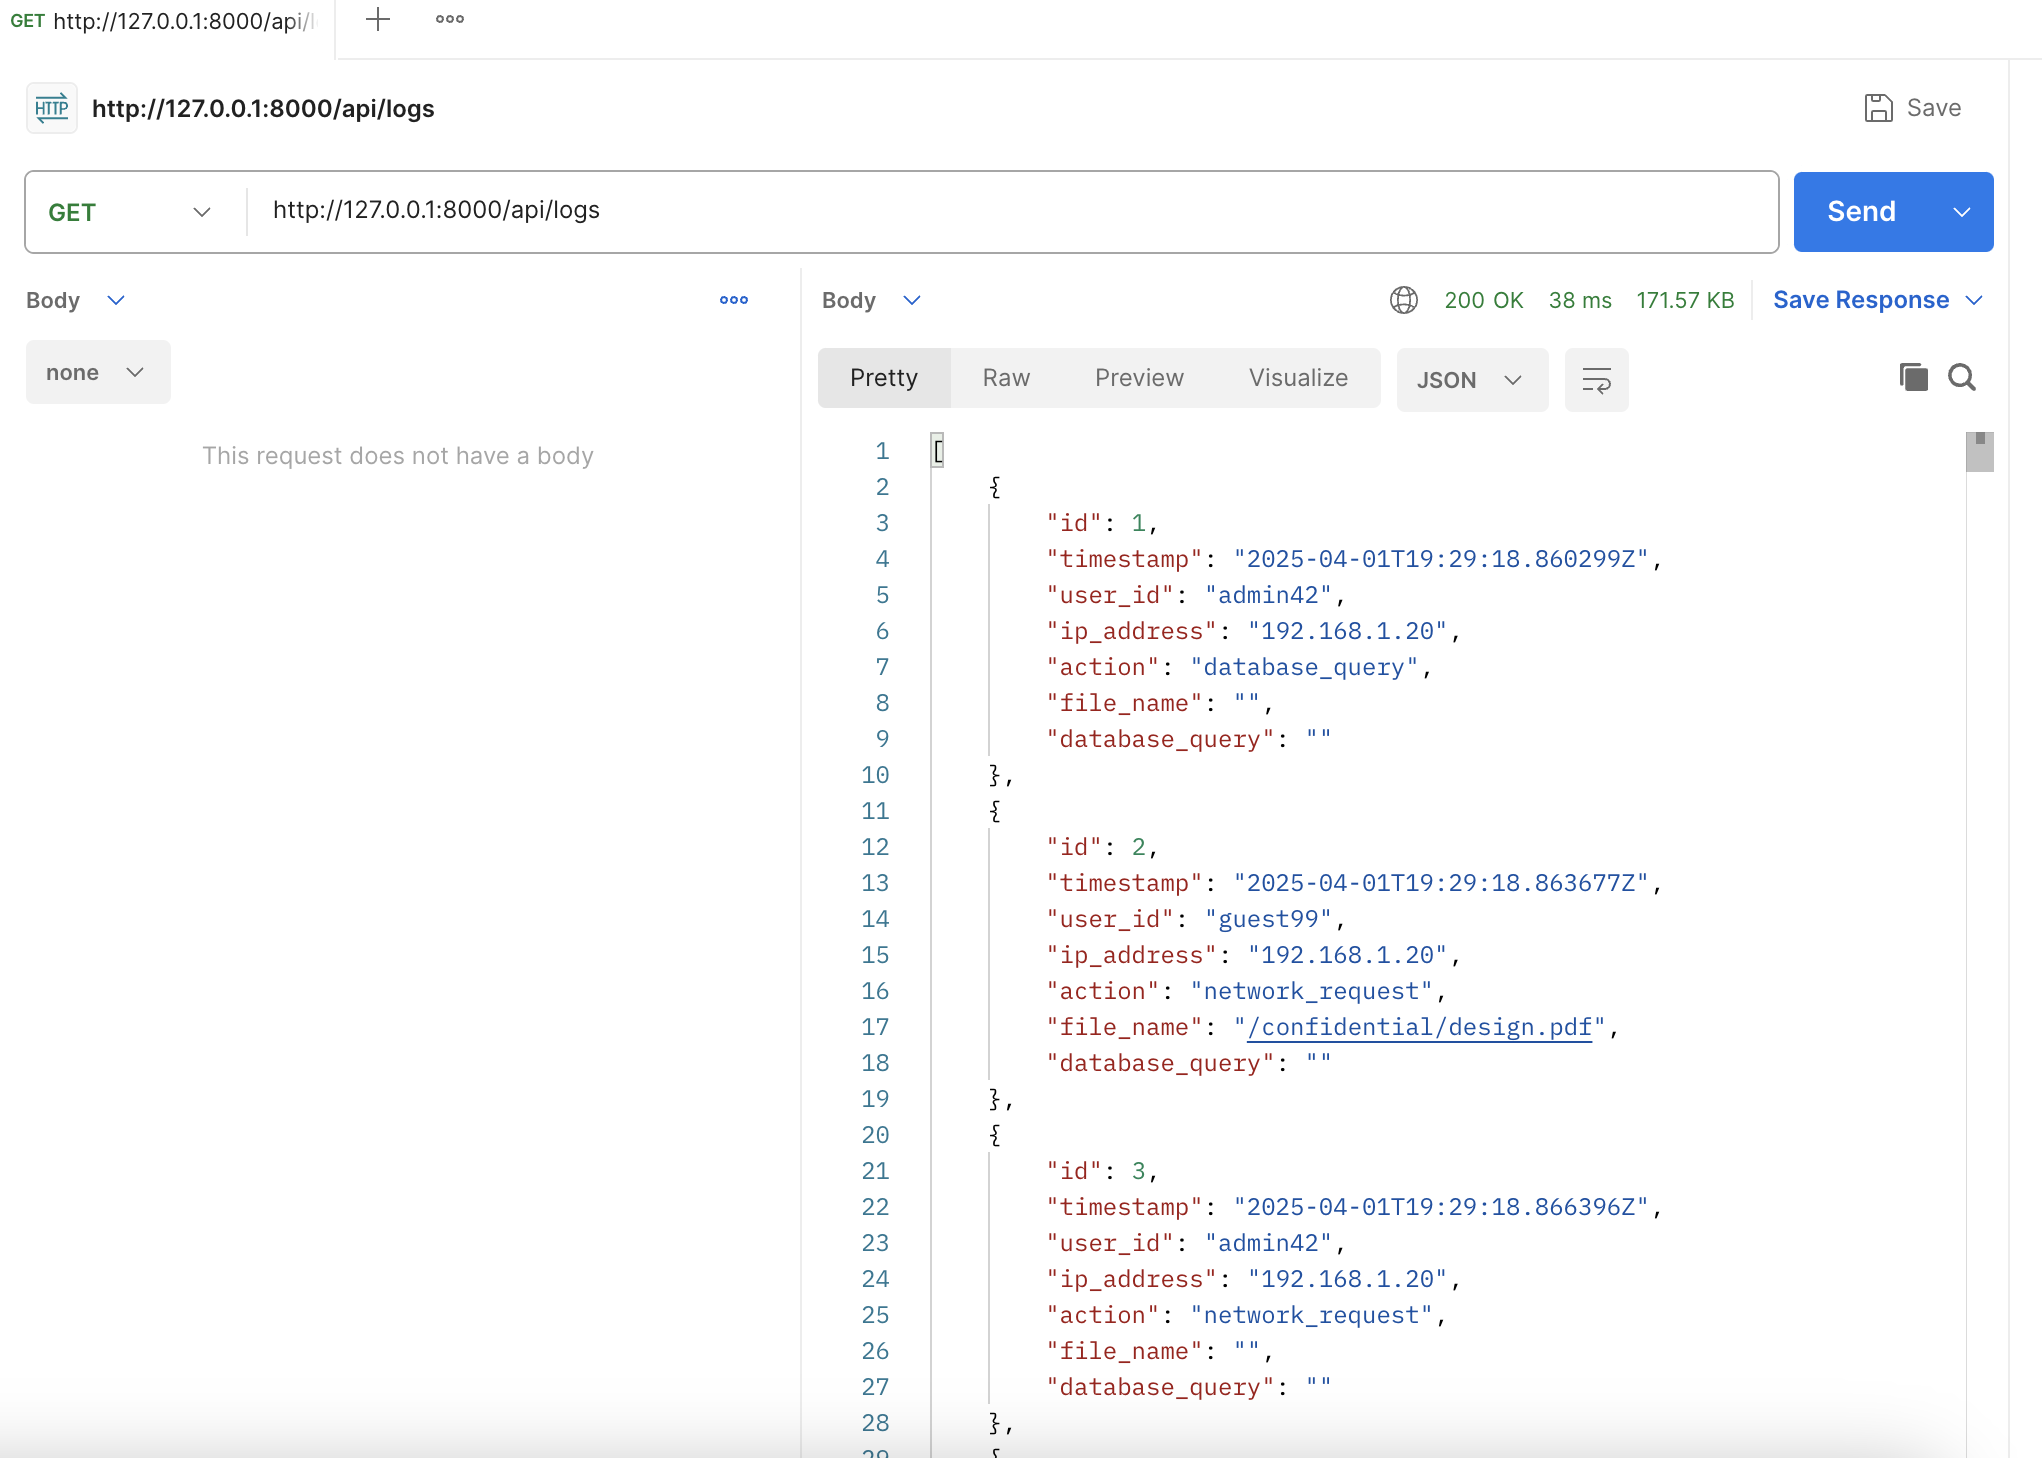 GET http://127.0.0.1:8000/api/l
http://127.0.0.1:8000/api/logs
Save
GET
http://127.0.0.1:8000/api/logs
Send
Body
none
This request does not have a body
Body
200 OK 38 ms 171.57 KB
Save Response
Pretty Raw Preview Visualize
JSON
1 [
2 {
3 "id": 1,
4 "timestamp": "2025-04-01T19:29:18.860299Z",
5 "user_id": "admin42",
6 "ip_address": "192.168.1.20",
7 "action": "database_query",
8 "file_name": "",
9 "database_query": ""
10 },
11 {
12 "id": 2,
13 "timestamp": "2025-04-01T19:29:18.863677Z",
14 "user_id": "guest99",
15 "ip_address": "192.168.1.20",
16 "action": "network_request",
17 "file_name": "/confidential/design.pdf",
18 "database_query": ""
19 },
20 {
21 "id": 3,
22 "timestamp": "2025-04-01T19:29:18.866396Z",
23 "user_id": "admin42",
24 "ip_address": "192.168.1.20",
25 "action": "network_request",
26 "file_name": "",
27 "database_query": ""
28 },
29 {